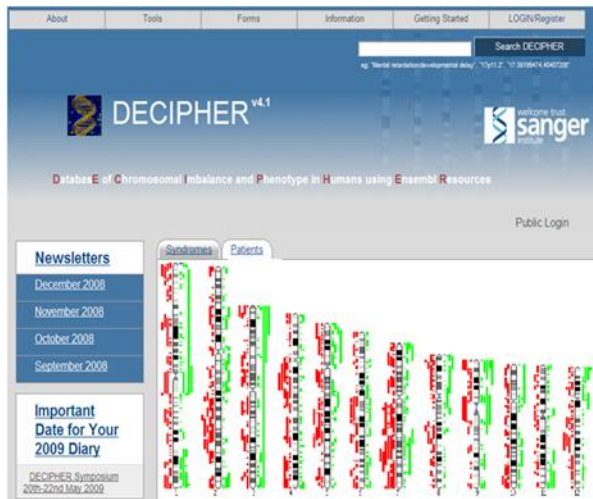 About Tools Forms Information Getting Started LOGIN/Register
Search DECIPHER
DECIPHER v4.1
welcome trust
sanger
institute
DatabasE of Chromosomal Imbalance and Phenotype in Humans using Ensembl Resources
Public Login
Newsletters
Syndromes Patients
December 2008
November 2008
October 2008
September 2008
Important
Date for Your
2009 Diary
DECIPHER Symposium
20th-22nd May 2009